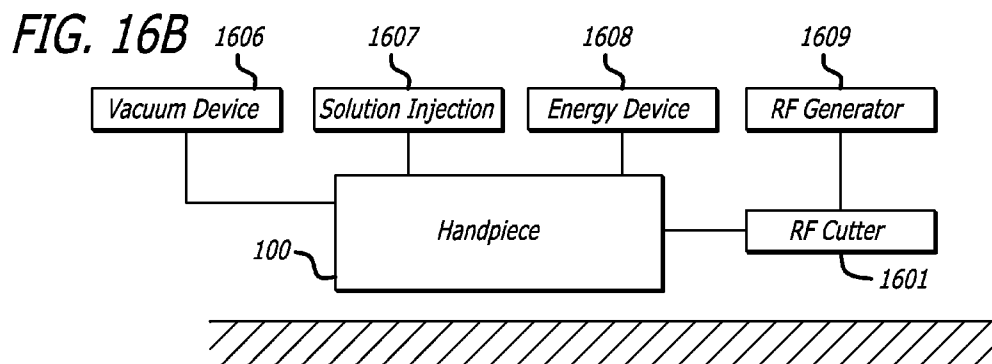 FIG. 16B
1606
1607
1608
1609
Vacuum Device
Solution Injection
Energy Device
RF Generator
Handpiece
RF Cutter
100
1601